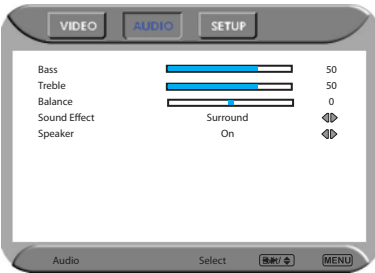 VIDEO AUDIO SETUP
Bass 50
Treble 50
Balance 0
Sound Effect Surround
Speaker On
Audio Select MENU